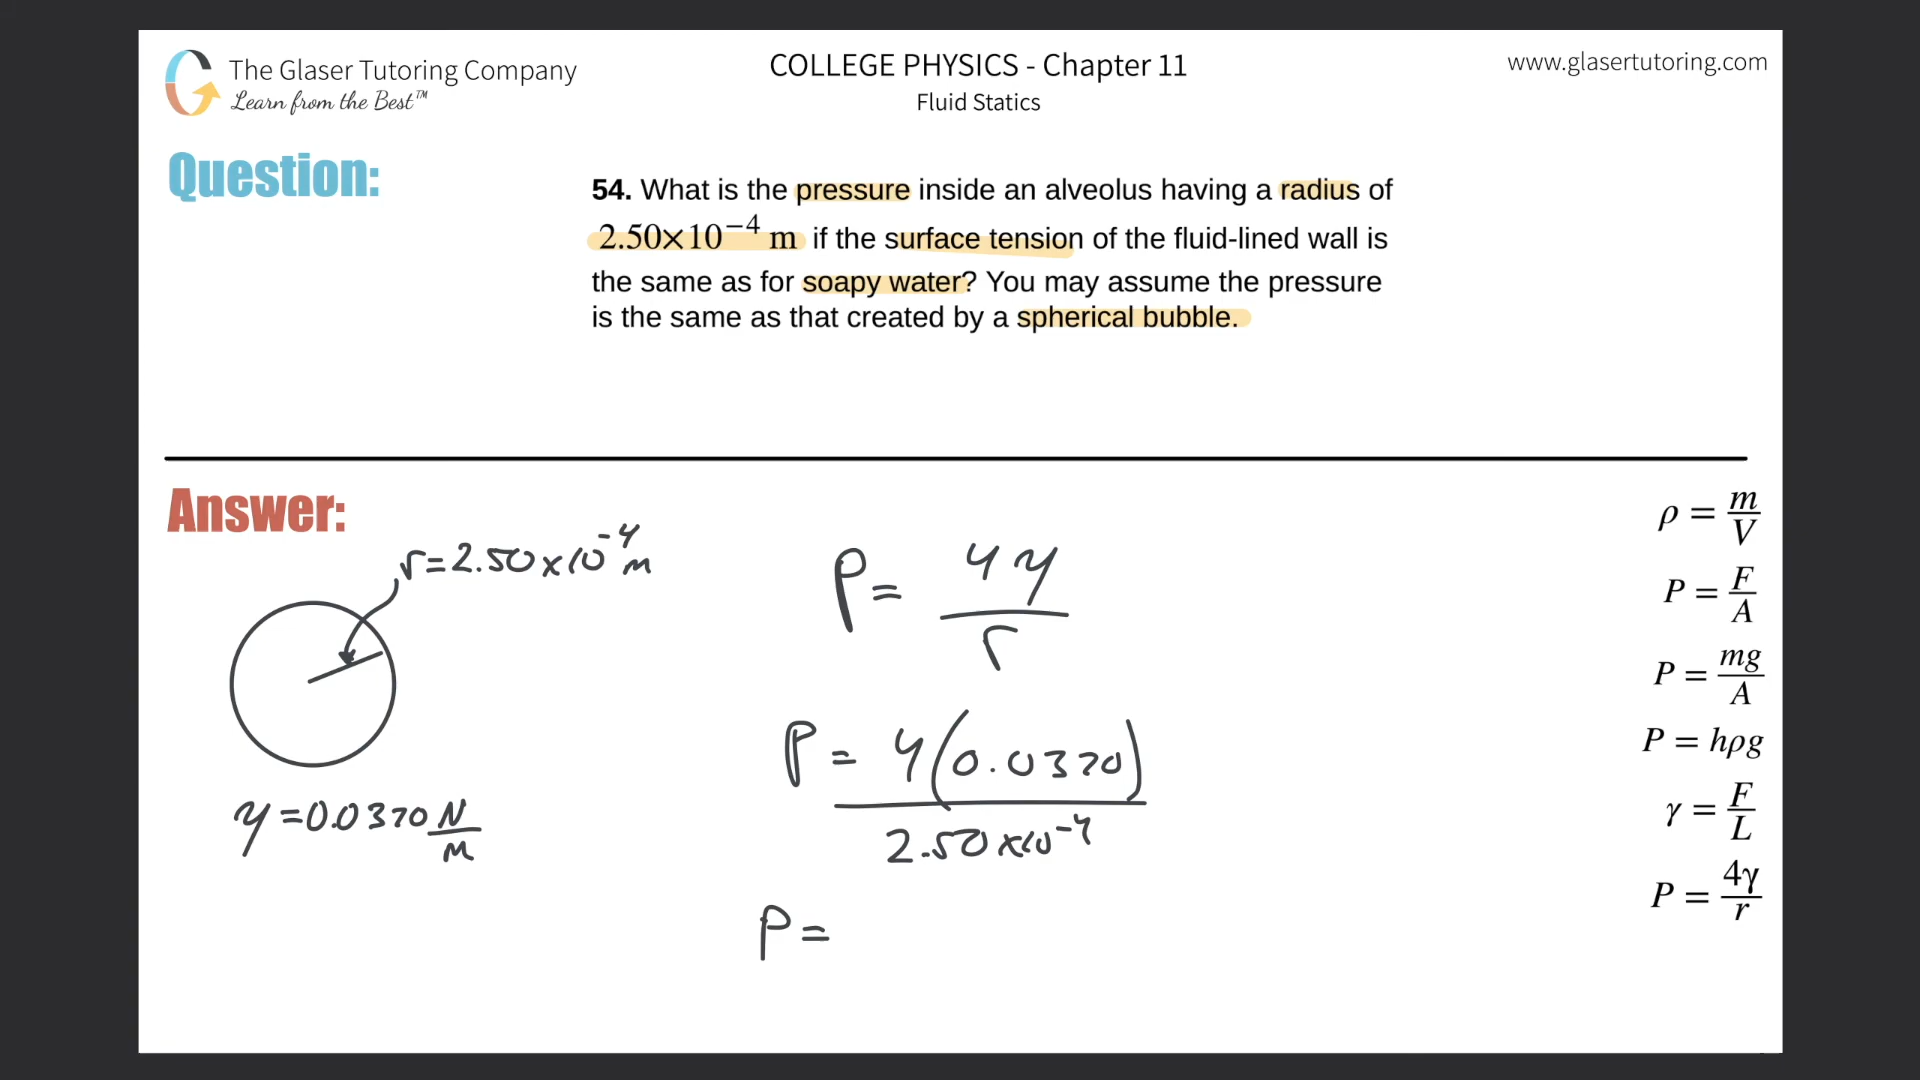 The Glaser Tutoring Company
Learn from the Best™
COLLEGE PHYSICS - Chapter 11
Fluid Statics
www.glasertutoring.com
Question:
54. What is the pressure inside an alveolus having a radius of
2.50×10⁻⁴ m if the surface tension of the fluid-lined wall is
the same as for soapy water? You may assume the pressure
is the same as that created by a spherical bubble.
Answer:
r=2.50×10⁻⁴ m
γ=0.0370 N/m
P= 4γ/r
P= 4(0.0370)/2.50×10⁻⁴
P=
ρ = m/V
P = F/A
P = mg/A
P = hρg
γ = F/L
P = 4γ/r